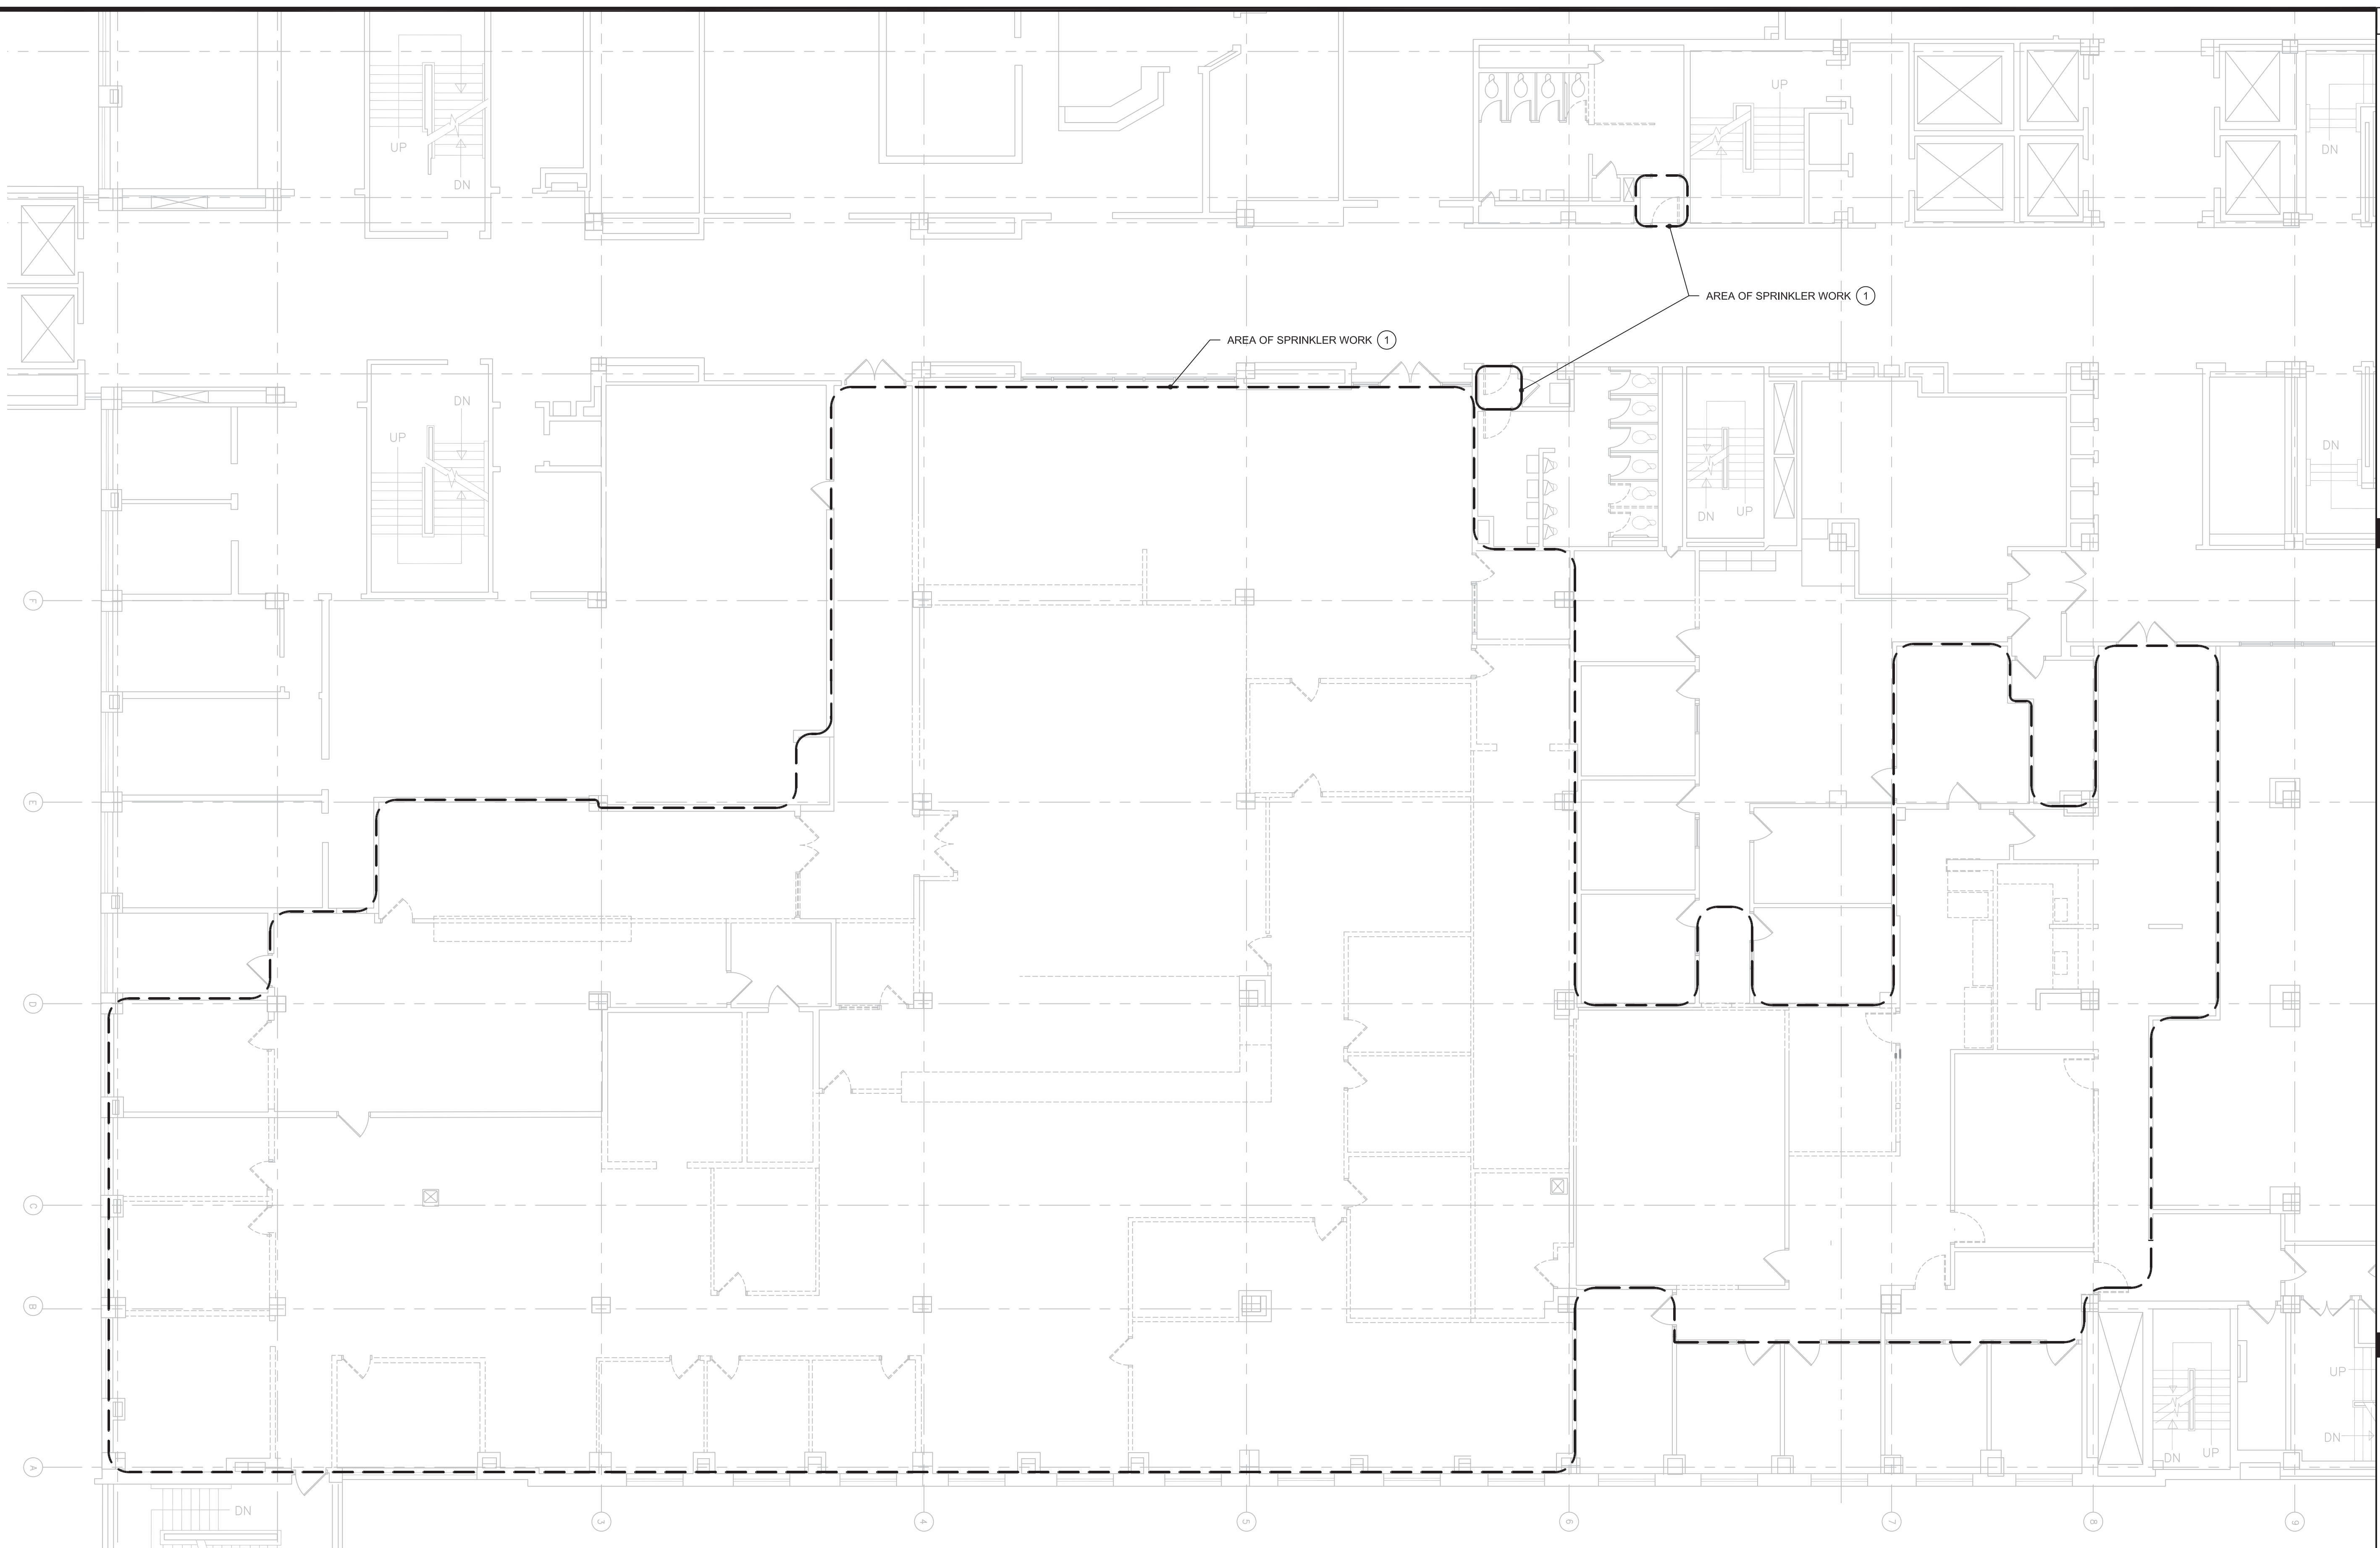 UP
UP
DN
DN
DN
AREA OF SPRINKLER WORK 1
AREA OF SPRINKLER WORK 1
DN
UP
DN
DN
UP
F
E
D
C
B
A
UP
DN
DN
UP
DN
3
4
5
6
7
8
9